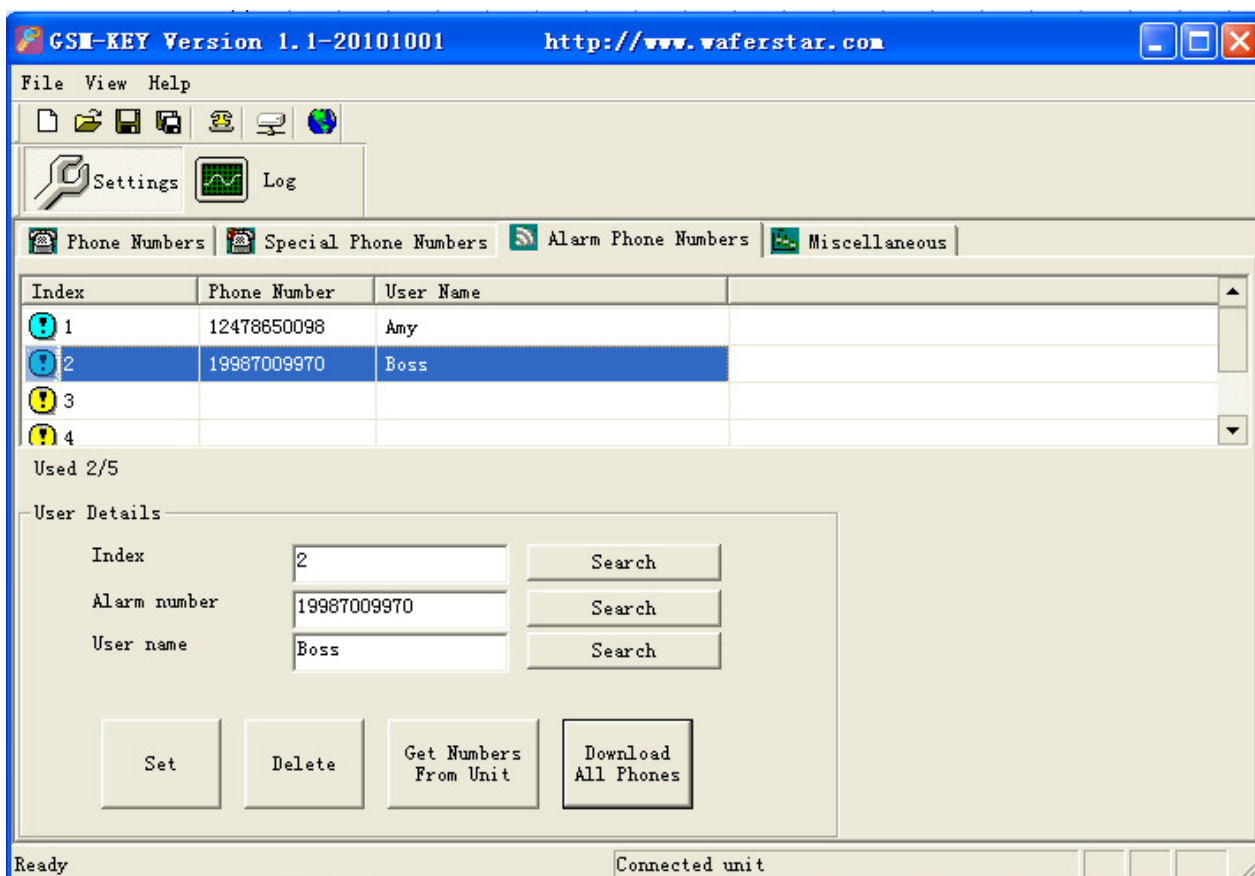 GSM-KEY Version 1.1-20101001 http://www.waferstar.com
File View Help
Settings Log
Phone Numbers Special Phone Numbers Alarm Phone Numbers Miscellaneous
Index Phone Number User Name
1 12478650098 Amy
2 19987009970 Boss
3
4
Used 2/5
User Details
Index 2 Search
Alarm number 19987009970 Search
User name Boss Search
Set Delete Get Numbers From Unit Download All Phones
Ready Connected unit